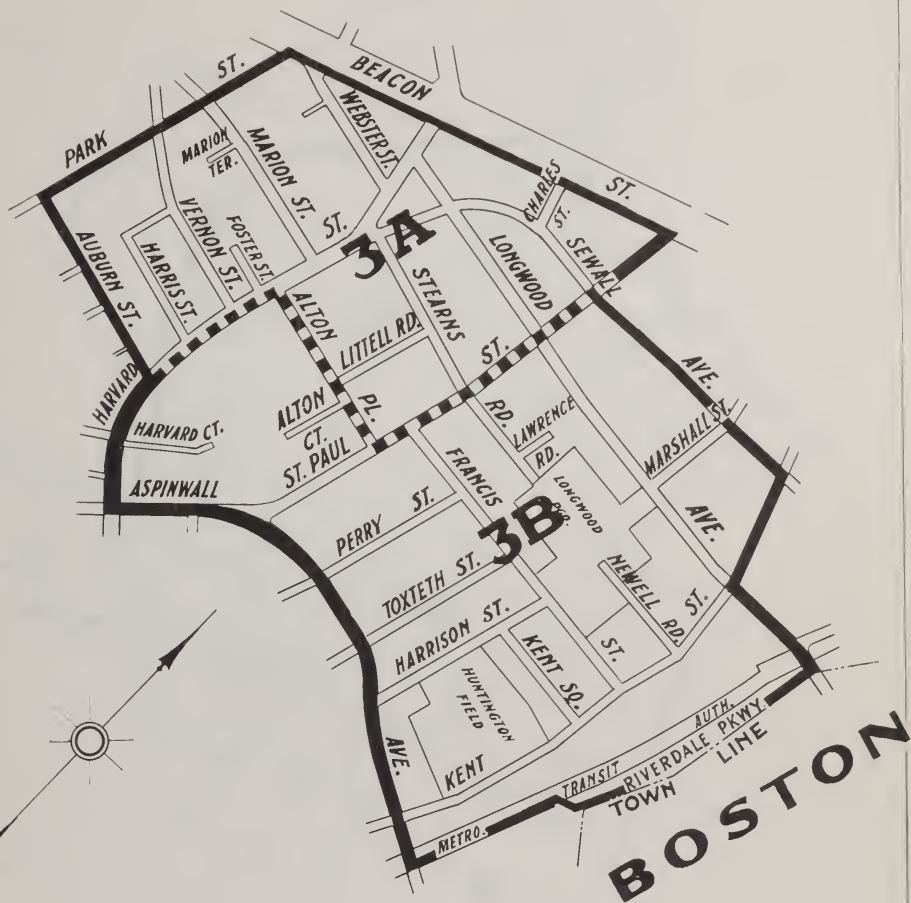 PARK ST.
BEACON ST.
MARION TER.
MARION ST.
WEBSTER ST.
CHARLES ST.
AUBURN ST.
HARRIS ST.
VERNON ST.
FOSTER ST.
ST.
3A
STEARNS RD.
LONGWOOD AVE.
SEWALL AVE.
HARVARD
ALTON PL.
LITTELL RD.
ST.
HARVARD CT.
ALTON CT.
ST. PAUL
LAWRENCE RD.
MARSHALL ST.
ASPINWALL AVE.
FRANCIS ST.
PERRY ST.
LONGWOOD
3B
TOXTETH ST.
NEWELL RD.
HARRISON ST.
KENT SQ.
HUNTINGTON FIELD
KENT ST.
METRO. TRANSIT AUTH.
RIVERDALE PKWY.
TOWN LINE
BOSTON